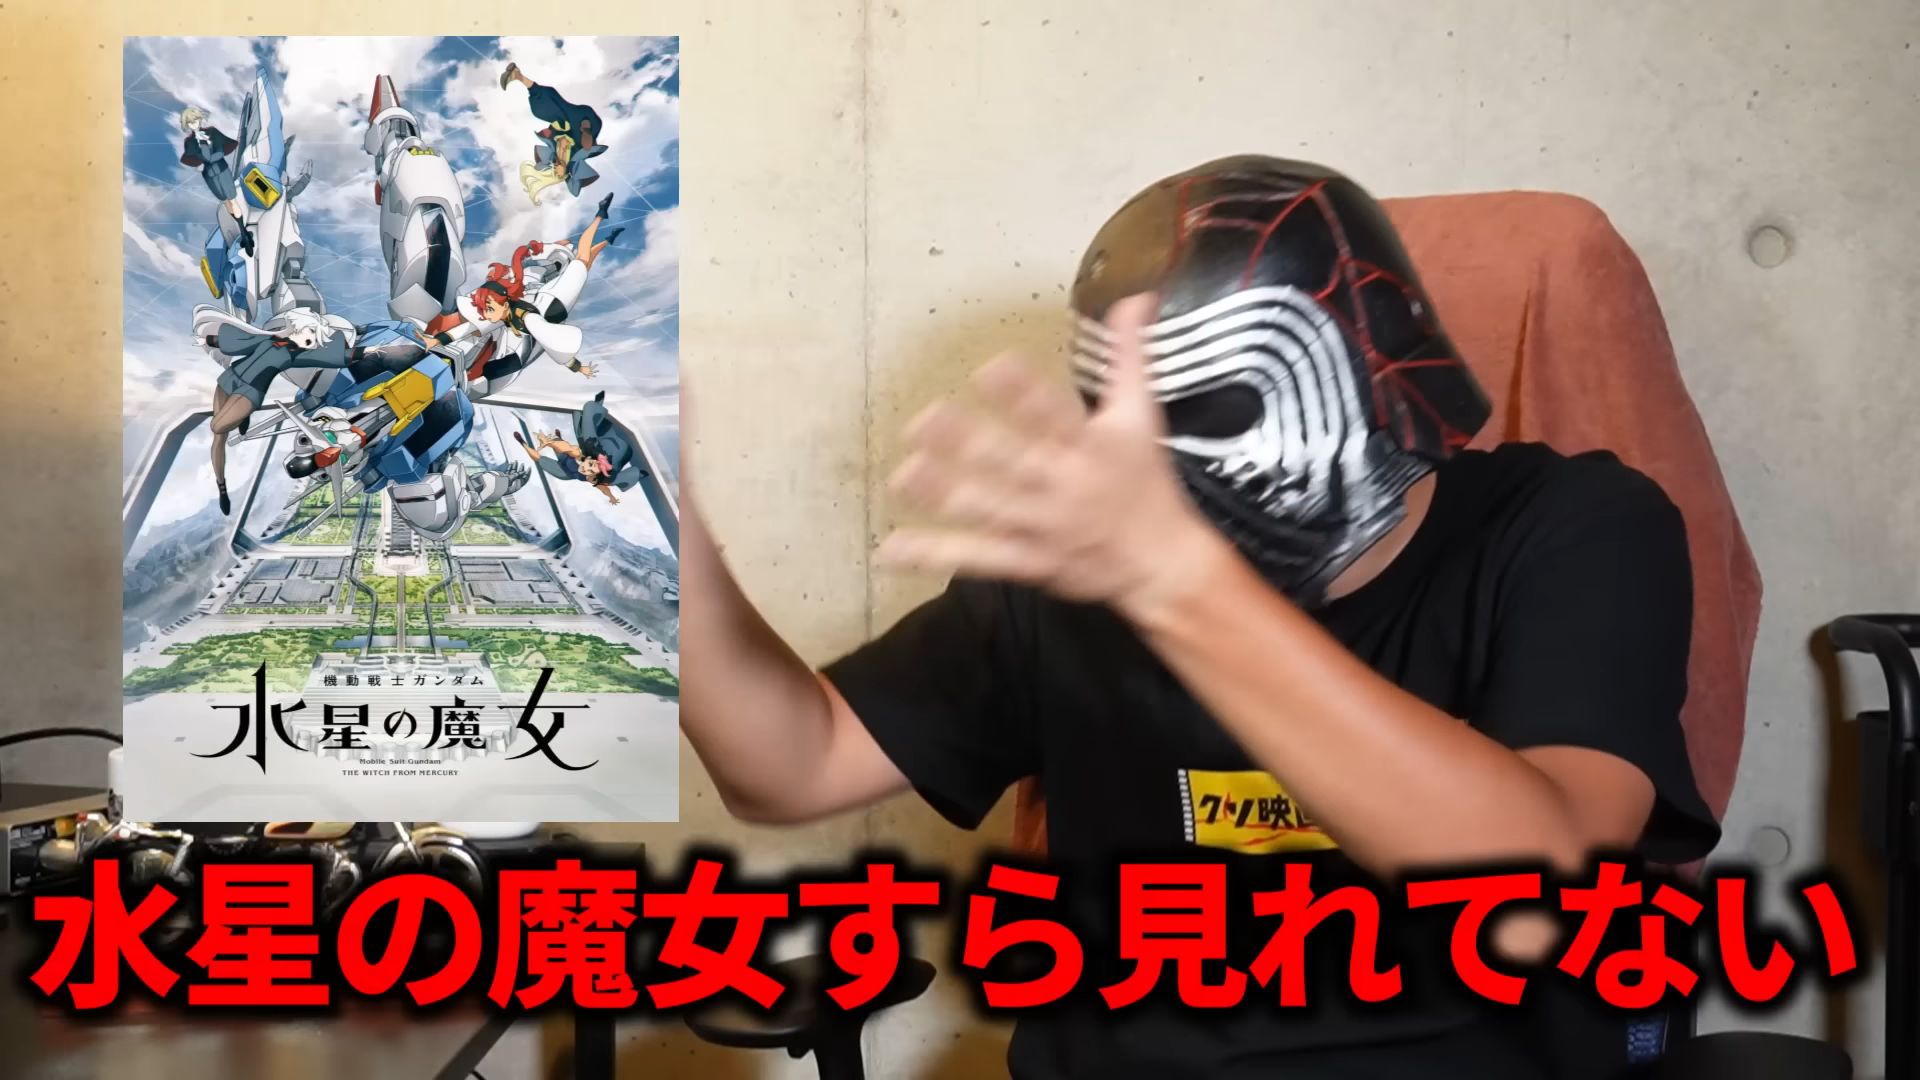 機動戦士ガンダム
水星の魔女
Mobile Suit Gundam
THE WITCH FROM MERCURY
クソ映画
水星の魔女すら見れてない